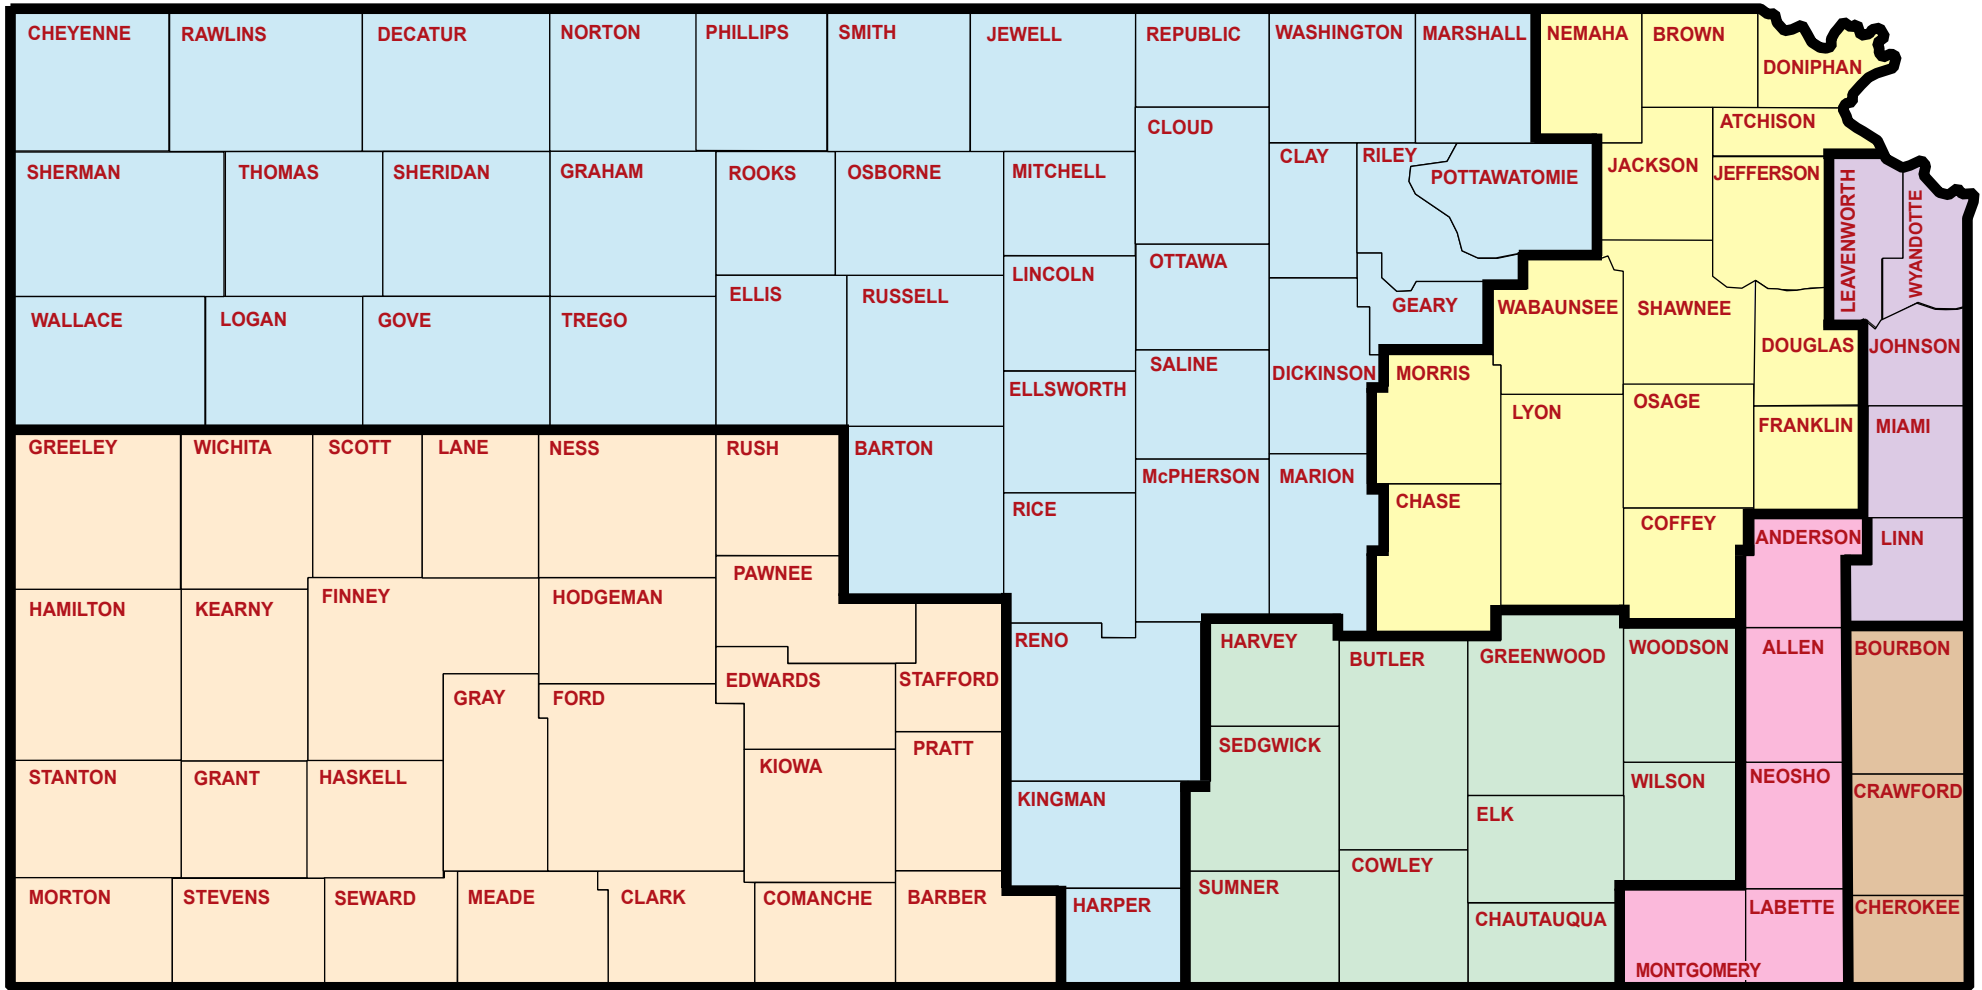 CHEYENNE
RAWLINS
DECATUR
NORTON
PHILLIPS
SMITH
JEWELL
REPUBLIC
WASHINGTON
MARSHALL
NEMAHA
BROWN
DONIPHAN
CLOUD
ATCHISON
SHERMAN
THOMAS
SHERIDAN
GRAHAM
ROOKS
OSBORNE
MITCHELL
CLAY
RILEY
POTTAWATOMIE
JACKSON
JEFFERSON
LEAVENWORTH
WYANDOTTE
WALLACE
LOGAN
GOVE
TREGO
ELLIS
RUSSELL
LINCOLN
OTTAWA
GEARY
WABAUNSEE
SHAWNEE
DOUGLAS
JOHNSON
ELLSWORTH
SALINE
DICKINSON
MORRIS
LYON
OSAGE
FRANKLIN
MIAMI
GREELEY
WICHITA
SCOTT
LANE
NESS
RUSH
BARTON
RICE
McPHERSON
MARION
CHASE
COFFEY
ANDERSON
LINN
HAMILTON
KEARNY
FINNEY
HODGEMAN
PAWNEE
GRAY
FORD
EDWARDS
STAFFORD
RENO
HARVEY
BUTLER
GREENWOOD
WOODSON
ALLEN
BOURBON
STANTON
GRANT
HASKELL
KIOWA
PRATT
KINGMAN
SEDGWICK
ELK
WILSON
NEOSHO
CRAWFORD
MORTON
STEVENS
SEWARD
MEADE
CLARK
COMANCHE
BARBER
HARPER
SUMNER
COWLEY
CHAUTAUQUA
MONTGOMERY
LABETTE
CHEROKEE